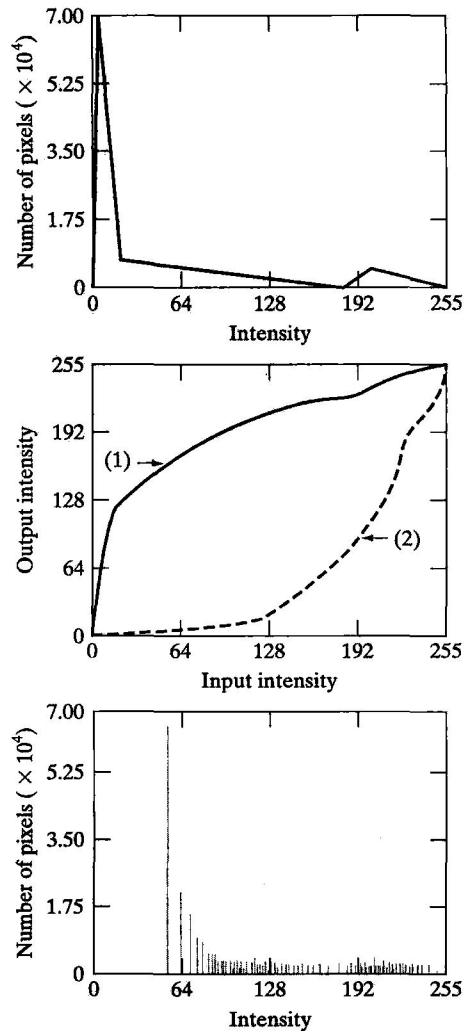 Number of pixels ( × 10⁴)
7.00
5.25
3.50
1.75
0
0 64 128 192 255
Intensity
Output intensity
255
192
128
64
0
(1)
(2)
0 64 128 192 255
Input intensity
Number of pixels ( × 10⁴)
7.00
5.25
3.50
1.75
0
0 64 128 192 255
Intensity